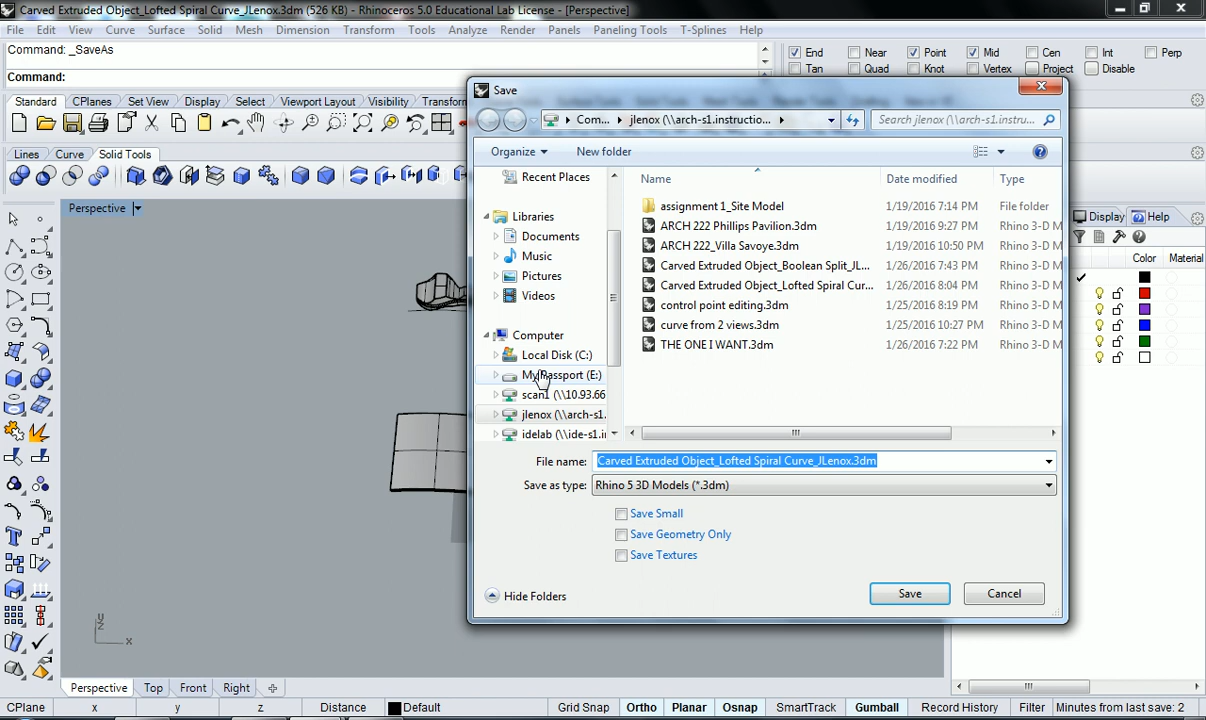 Carved Extruded Object_Lofted Spiral Curve_JLenox.3dm (526 KB) - Rhinoceros 5.0 Educational Lab License - [Perspective]
File Edit View Curve Surface Solid Mesh Dimension Transform Tools Analyze Render Panels Paneling Tools T-Splines Help
Command: _SaveAs
Command:
End Near Point Mid Cen Int Perp
Tan Quad Knot Vertex Project Disable
Standard CPlanes Set View Display Select Viewport Layout Visibility Transform
Lines Curve Solid Tools
Perspective
Save
Com... jlenox (\\arch-s1.instructio... Search jlenox (\\arch-s1.instru...
Organize New folder
Recent Places
Libraries
Documents
Music
Pictures
Videos
Computer
Local Disk (C:)
My Passport (E:)
scan1 (\\10.93.66
jlenox (\\arch-s1.
idelab (\\ide-s1.i
Name Date modified Type
assignment 1_Site Model 1/19/2016 7:14 PM File folder
ARCH 222 Phillips Pavilion.3dm 1/19/2016 9:27 PM Rhino 3-D M
ARCH 222_Villa Savoye.3dm 1/19/2016 10:50 PM Rhino 3-D M
Carved Extruded Object_Boolean Split_JL... 1/26/2016 7:43 PM Rhino 3-D M
Carved Extruded Object_Lofted Spiral Cur... 1/26/2016 8:04 PM Rhino 3-D M
control point editing.3dm 1/25/2016 8:19 PM Rhino 3-D M
curve from 2 views.3dm 1/25/2016 10:27 PM Rhino 3-D M
THE ONE I WANT.3dm 1/26/2016 7:22 PM Rhino 3-D M
File name: Carved Extruded Object_Lofted Spiral Curve_JLenox.3dm
Save as type: Rhino 5 3D Models (*.3dm)
Save Small
Save Geometry Only
Save Textures
Hide Folders Save Cancel
Display Help
Color Material
z
x
Perspective Top Front Right
CPlane x y z Distance Default Grid Snap Ortho Planar Osnap SmartTrack Gumball Record History Filter Minutes from last save: 2